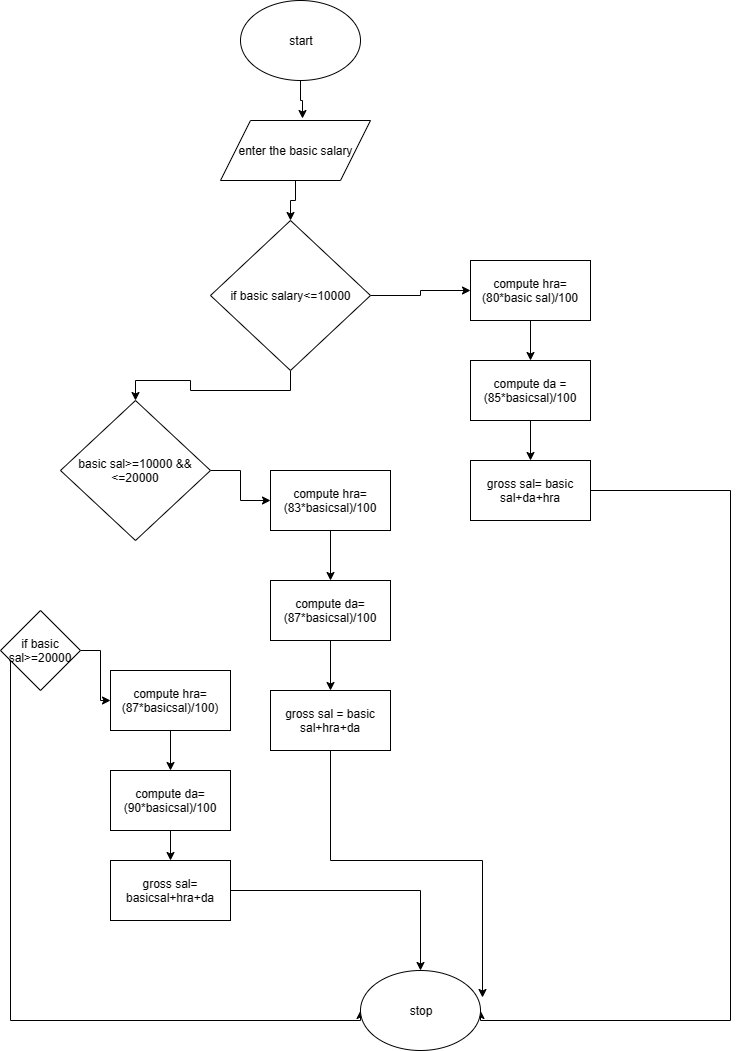 start
enter the basic salary
if basic salary<=10000
compute hra=
(80*basic sal)/100
compute da =
(85*basicsal)/100
gross sal= basic
sal+da+hra
basic sal>=10000 &&
<=20000
compute hra=
(83*basicsal)/100
compute da=
(87*basicsal)/100
gross sal = basic
sal+hra+da
if basic
sal>=20000
compute hra=
(87*basicsal)/100)
compute da=
(90*basicsal)/100
gross sal=
basicsal+hra+da
stop